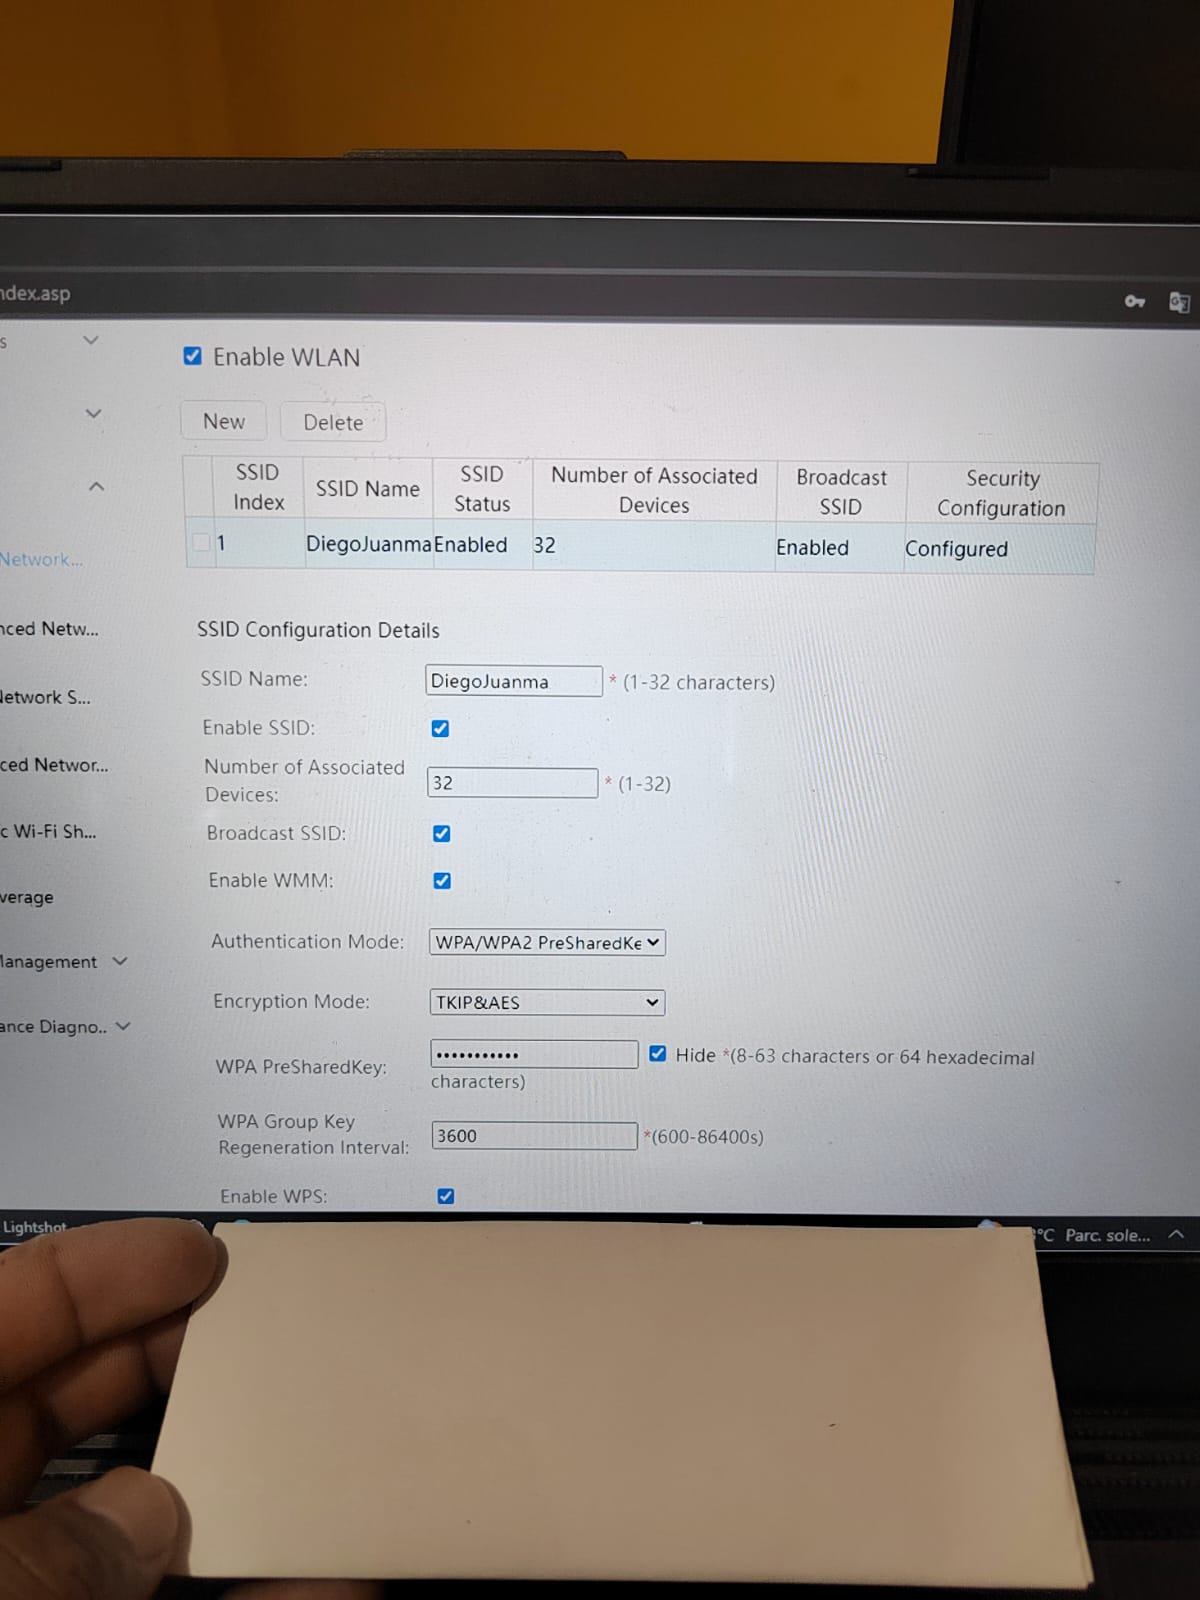 ndex.asp
s
Enable WLAN
New Delete
SSID Index SSID Name SSID Status Number of Associated Devices Broadcast SSID Security Configuration
1 DiegoJuanma Enabled 32 Enabled Configured
Network...
nced Netw...
Network S...
ced Networ...
c Wi-Fi Sh...
verage
Management
ance Diagno..
SSID Configuration Details
SSID Name: DiegoJuanma * (1-32 characters)
Enable SSID:
Number of Associated
Devices: 32 * (1-32)
Broadcast SSID:
Enable WMM:
Authentication Mode: WPA/WPA2 PreSharedKe
Encryption Mode: TKIP&AES
WPA PreSharedKey: ••••••••••• Hide *(8-63 characters or 64 hexadecimal
characters)
WPA Group Key
Regeneration Interval: 3600 *(600-86400s)
Enable WPS:
Lightshot
°C Parc. sole...